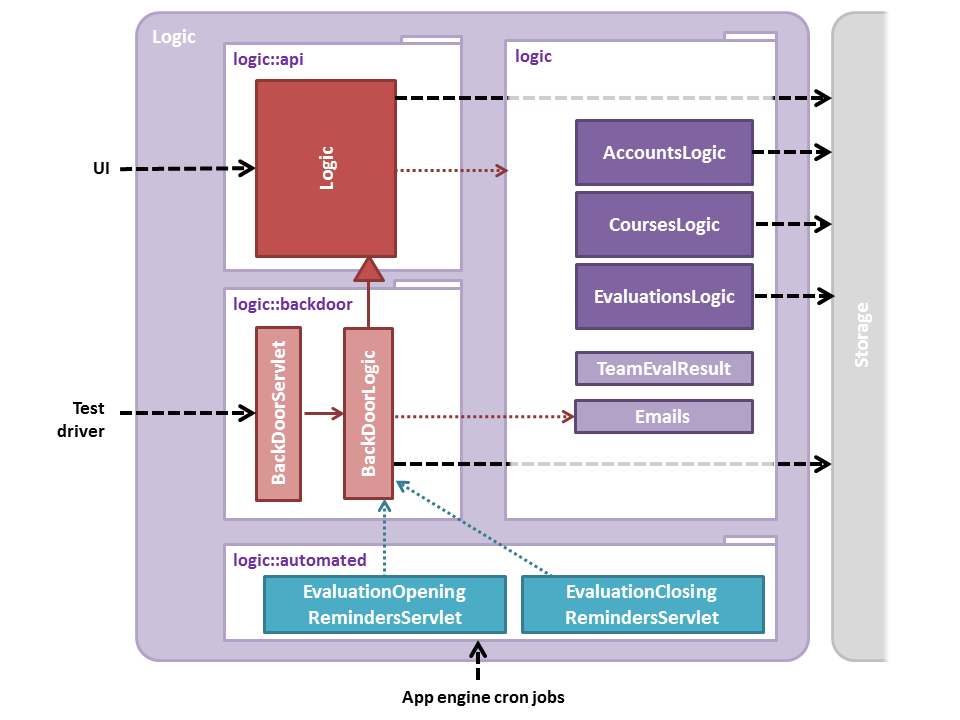 Logic
logic::api
logic
Logic
UI
AccountsLogic
CoursesLogic
EvaluationsLogic
Storage
logic::backdoor
BackDoorServlet
BackDoorLogic
TeamEvalResult
Emails
Test
driver
logic::automated
EvaluationOpening
RemindersServlet
EvaluationClosing
RemindersServlet
App engine cron jobs